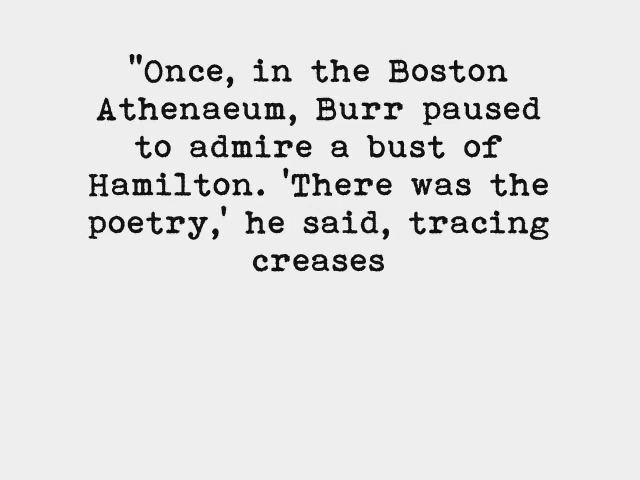 "Once, in the Boston
Athenaeum, Burr paused
to admire a bust of
Hamilton. 'There was the
poetry,' he said, tracing
creases